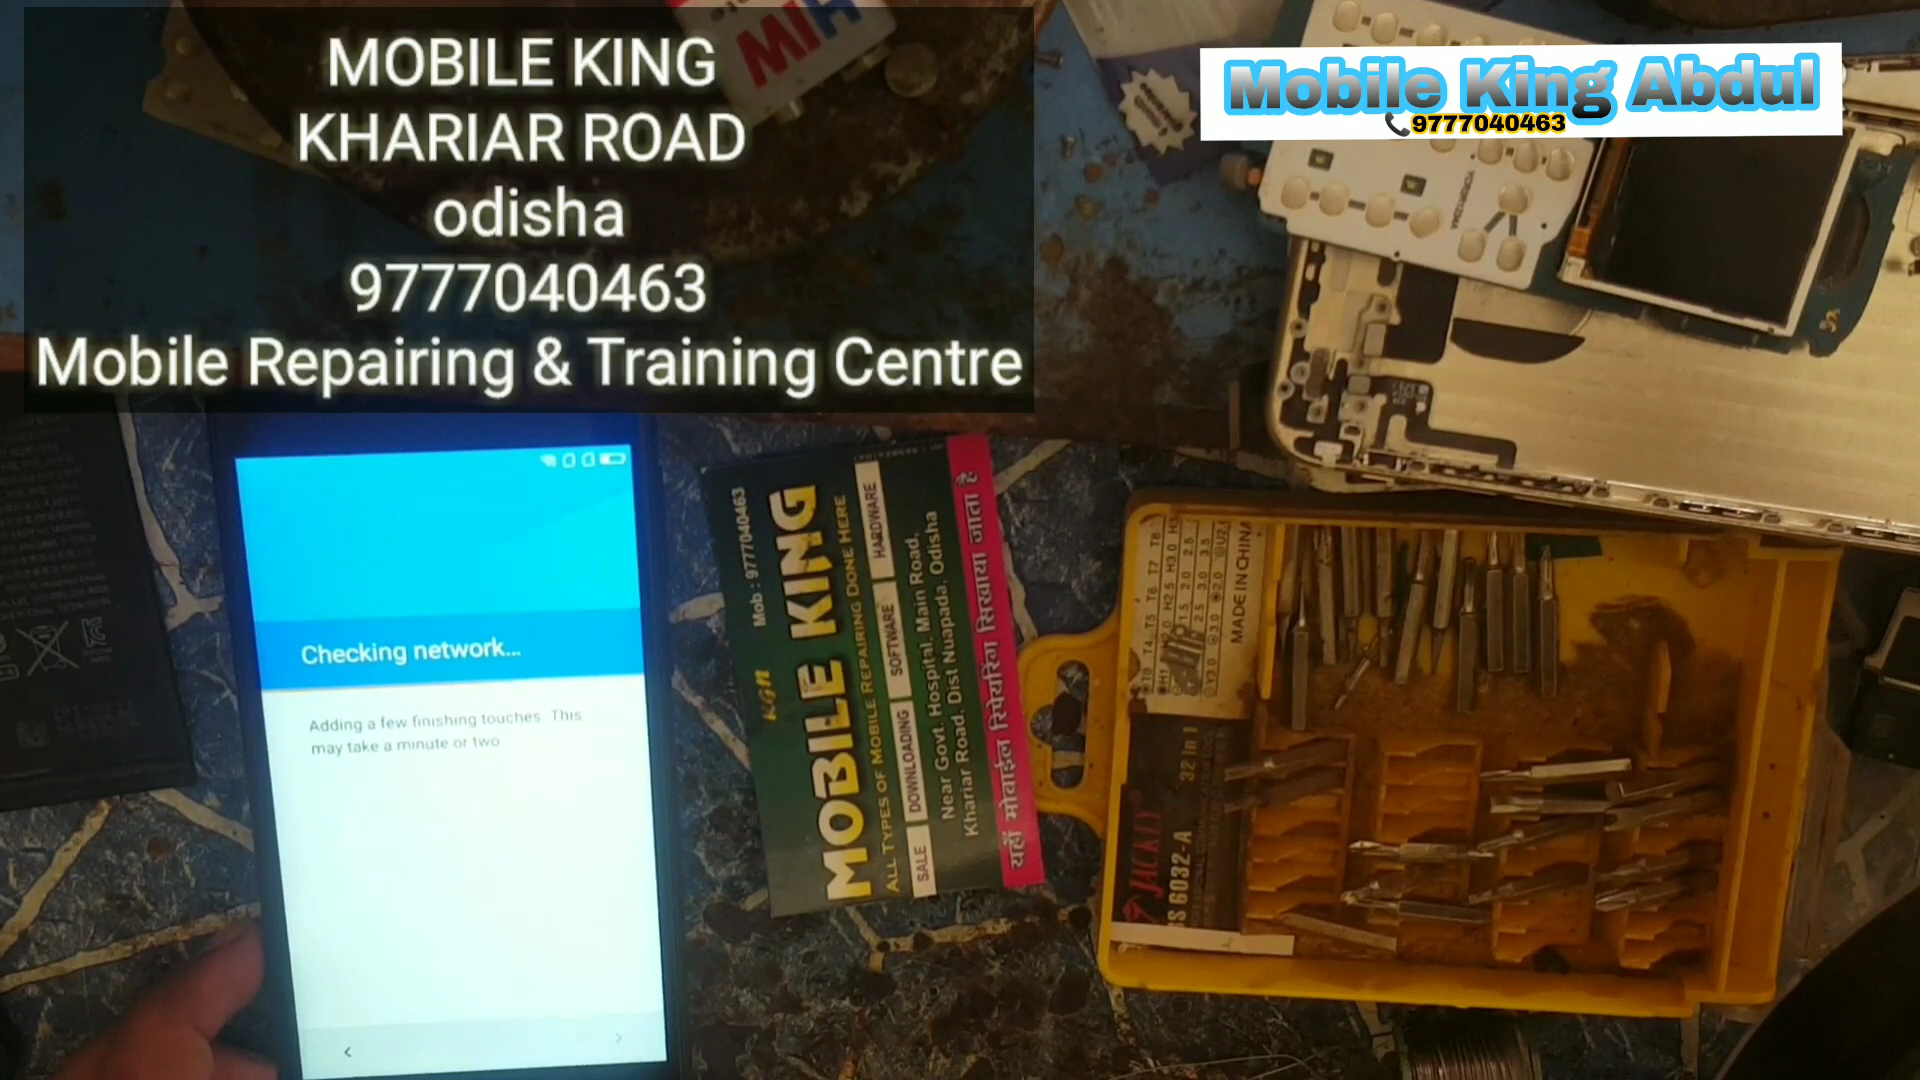 MOBILE KING
KHARIAR ROAD
odisha
9777040463
Mobile Repairing & Training Centre
Mobile King Abdul
9777040463
MIH
Checking network...
Adding a few finishing touches. This
may take a minute or two
Mob : 9777040463
KGN
MOBILE KING
ALL TYPES OF MOBILE REPAIRING DONE HERE
SALE DOWNLOADING SOFTWARE HARDWARE
Near Govt. Hospital, Main Road,
Khariar Road, Dist Nuapada, Odisha
यहाँ मोबाईल रिपेयरिंग सिखाया जाता है
MADE IN CHINA
JACKLY
32 in 1
6032-A